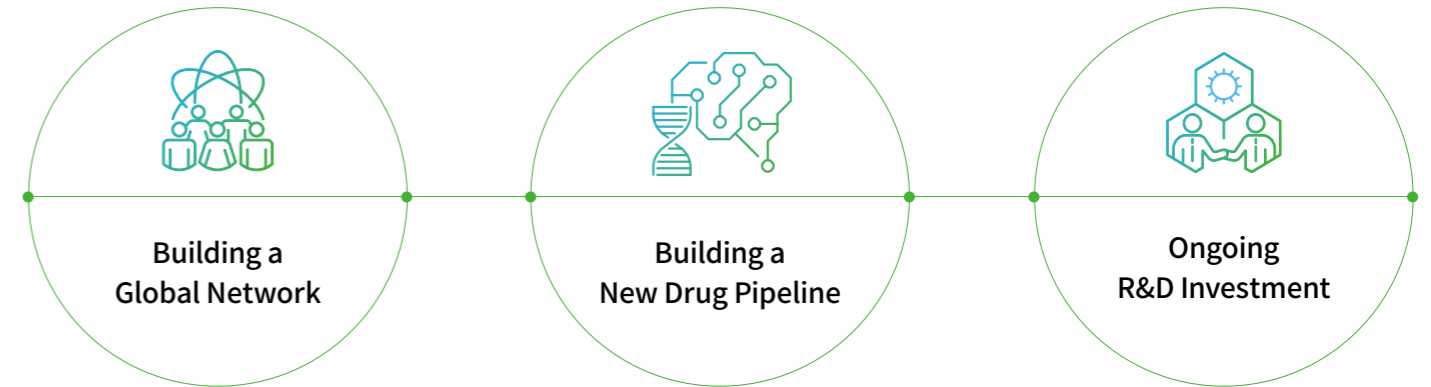 Building a
Global Network
Building a
New Drug Pipeline
Ongoing
R&D Investment